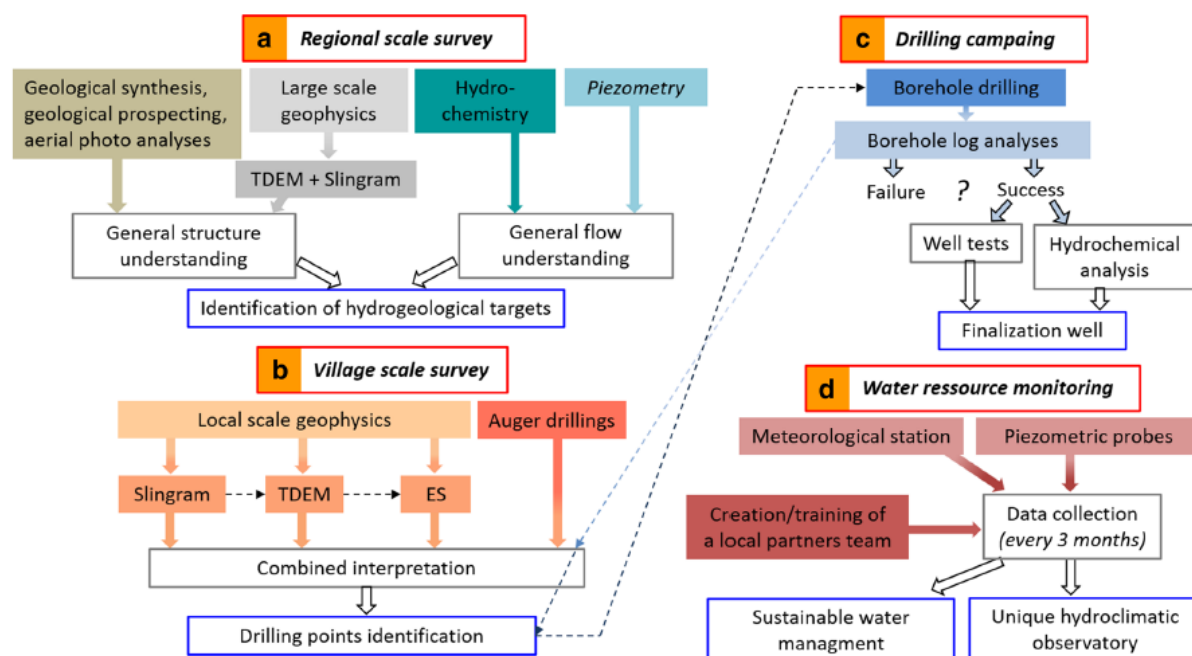 a Regional scale survey
Geological synthesis,
geological prospecting,
aerial photo analyses
Large scale
geophysics
Hydro-
chemistry
Piezometry
TDEM + Slingram
General structure
understanding
General flow
understanding
Identification of hydrogeological targets
b Village scale survey
Local scale geophysics
Auger drillings
Slingram
TDEM
ES
Combined interpretation
Drilling points identification
c Drilling campaing
Borehole drilling
Borehole log analyses
Failure ? Success
Well tests
Hydrochemical
analysis
Finalization well
d Water ressource monitoring
Meteorological station
Piezometric probes
Creation/training of
a local partners team
Data collection
(every 3 months)
Sustainable water
managment
Unique hydroclimatic
observatory